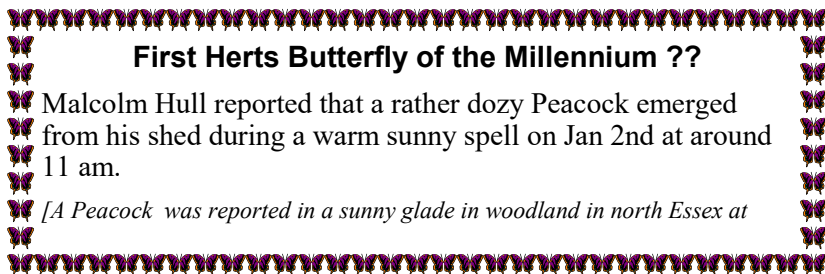 First Herts Butterfly of the Millennium ??
Malcolm Hull reported that a rather dozy Peacock emerged
from his shed during a warm sunny spell on Jan 2nd at around
11 am.
[A Peacock was reported in a sunny glade in woodland in north Essex at